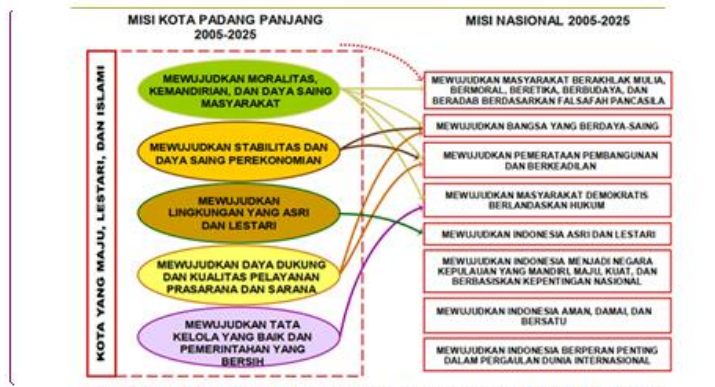 MISI KOTA PADANG PANJANG
2005-2025
MISI NASIONAL 2005-2025
KOTA YANG MAJU, LESTARI, DAN ISLAMI
MEWUJUDKAN MORALITAS,
KEMANDIRIAN, DAN DAYA SAING
MASYARAKAT
MEWUJUDKAN STABILITAS DAN
DAYA SAING PEREKONOMIAN
MEWUJUDKAN
LINGKUNGAN YANG ASRI
DAN LESTARI
MEWUJUDKAN DAYA DUKUNG
DAN KUALITAS PELAYANAN
PRASARANA DAN SARANA
MEWUJUDKAN TATA
KELOLA YANG BAIK DAN
PEMERINTAHAN YANG
BERSIH
MEWUJUDKAN MASYARAKAT BERAKHLAK MULIA,
BERMORAL, BERETIKA, BERBUDAYA, DAN
BERADAB BERDASARKAN FALSAFAH PANCASILA
MEWUJUDKAN BANGSA YANG BERDAYA-SAING
MEWUJUDKAN PEMERATAAN PEMBANGUNAN
DAN BERKEADILAN
MEWUJUDKAN MASYARAKAT DEMOKRATIS
BERLANDASKAN HUKUM
MEWUJUDKAN INDONESIA ASRI DAN LESTARI
MEWUJUDKAN INDONESIA MENJADI NEGARA
KEPULAUAN YANG MANDIRI, MAJU, KUAT, DAN
BERBASISKAN KEPENTINGAN NASIONAL
MEWUJUDKAN INDONESIA AMAN, DAMAI, DAN
BERSATU
MEWUJUDKAN INDONESIA BERPERAN PENTING
DALAM PERGAULAN DUNIA INTERNASIONAL